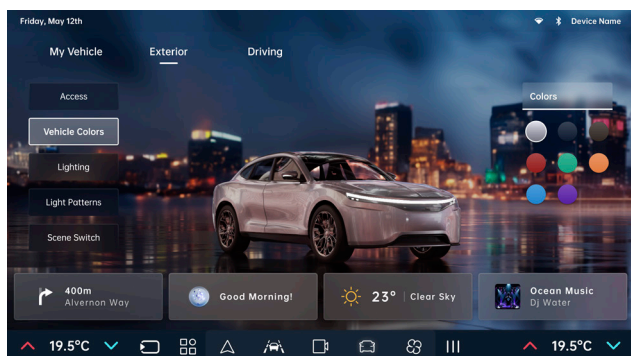 Friday, May 12th
Device Name
My Vehicle
Exterior
Driving
Access
Vehicle Colors
Lighting
Light Patterns
Scene Switch
Colors
400m
Alvernon Way
Good Morning!
23° | Clear Sky
Ocean Music
Dj Water
19.5°C
19.5°C